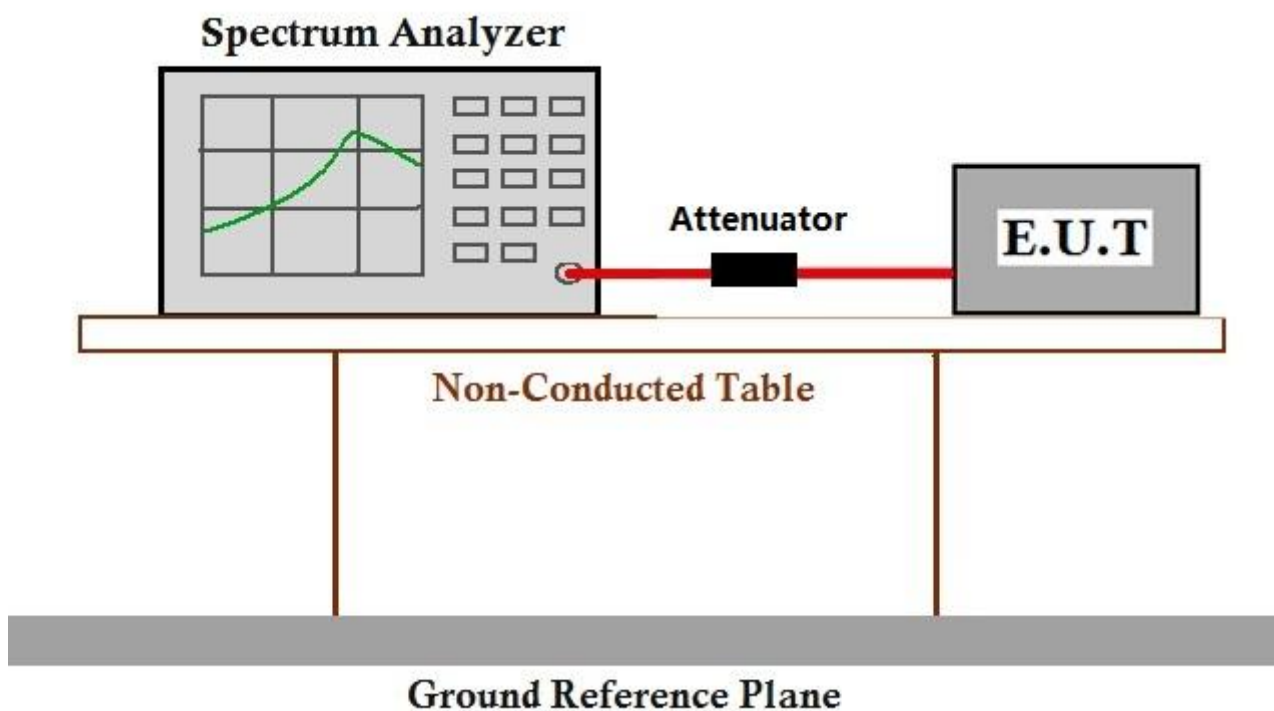 Spectrum Analyzer
Attenuator
E.U.T
Non-Conducted Table
Ground Reference Plane